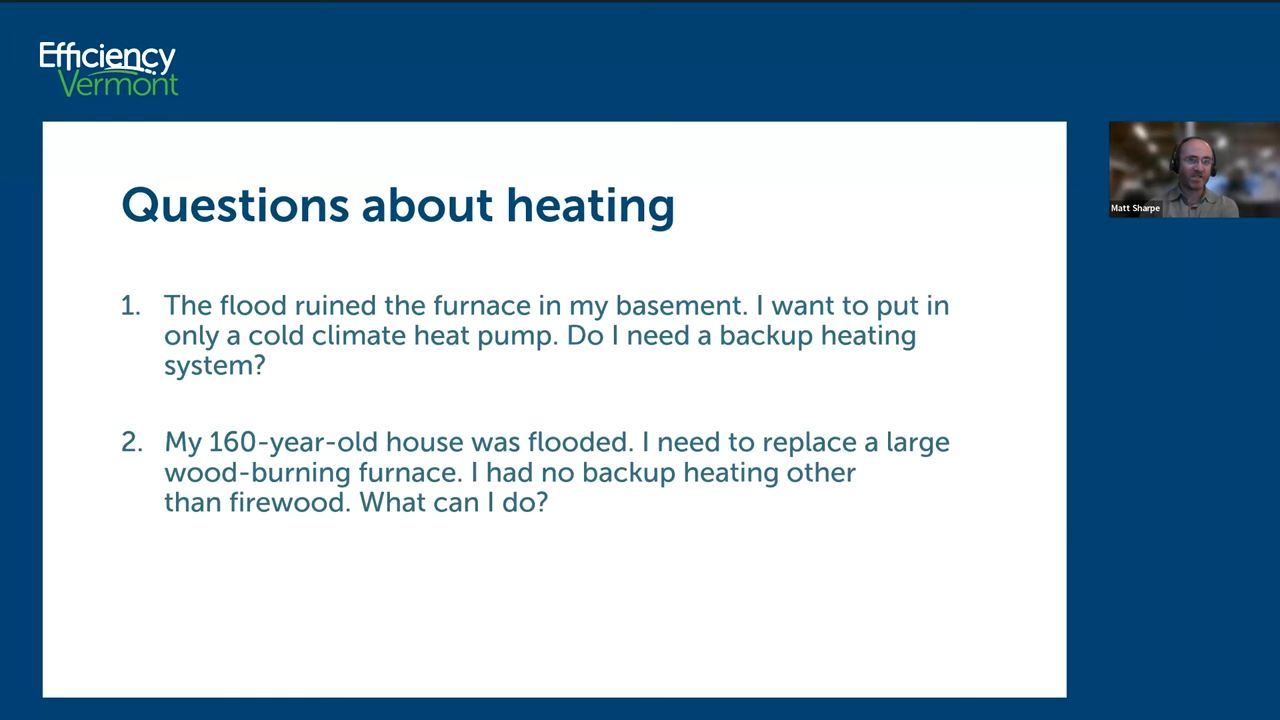 Efficiency
Vermont
Questions about heating
1. The flood ruined the furnace in my basement. I want to put in
only a cold climate heat pump. Do I need a backup heating
system?
2. My 160-year-old house was flooded. I need to replace a large
wood-burning furnace. I had no backup heating other
than firewood. What can I do?
Matt Sharpe